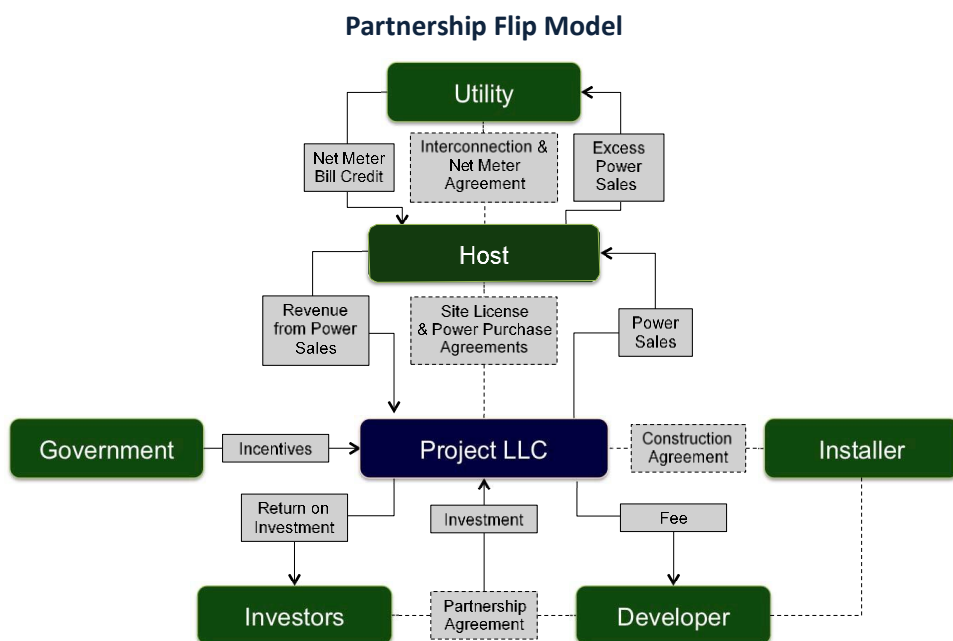 Partnership Flip Model
Utility
Net Meter
Bill Credit
Interconnection &
Net Meter
Agreement
Excess
Power
Sales
Host
Revenue
from Power
Sales
Site License
& Power Purchase
Agreements
Power
Sales
Government
Incentives
Project LLC
Construction
Agreement
Installer
Return on
Investment
Investment
Fee
Investors
Partnership
Agreement
Developer